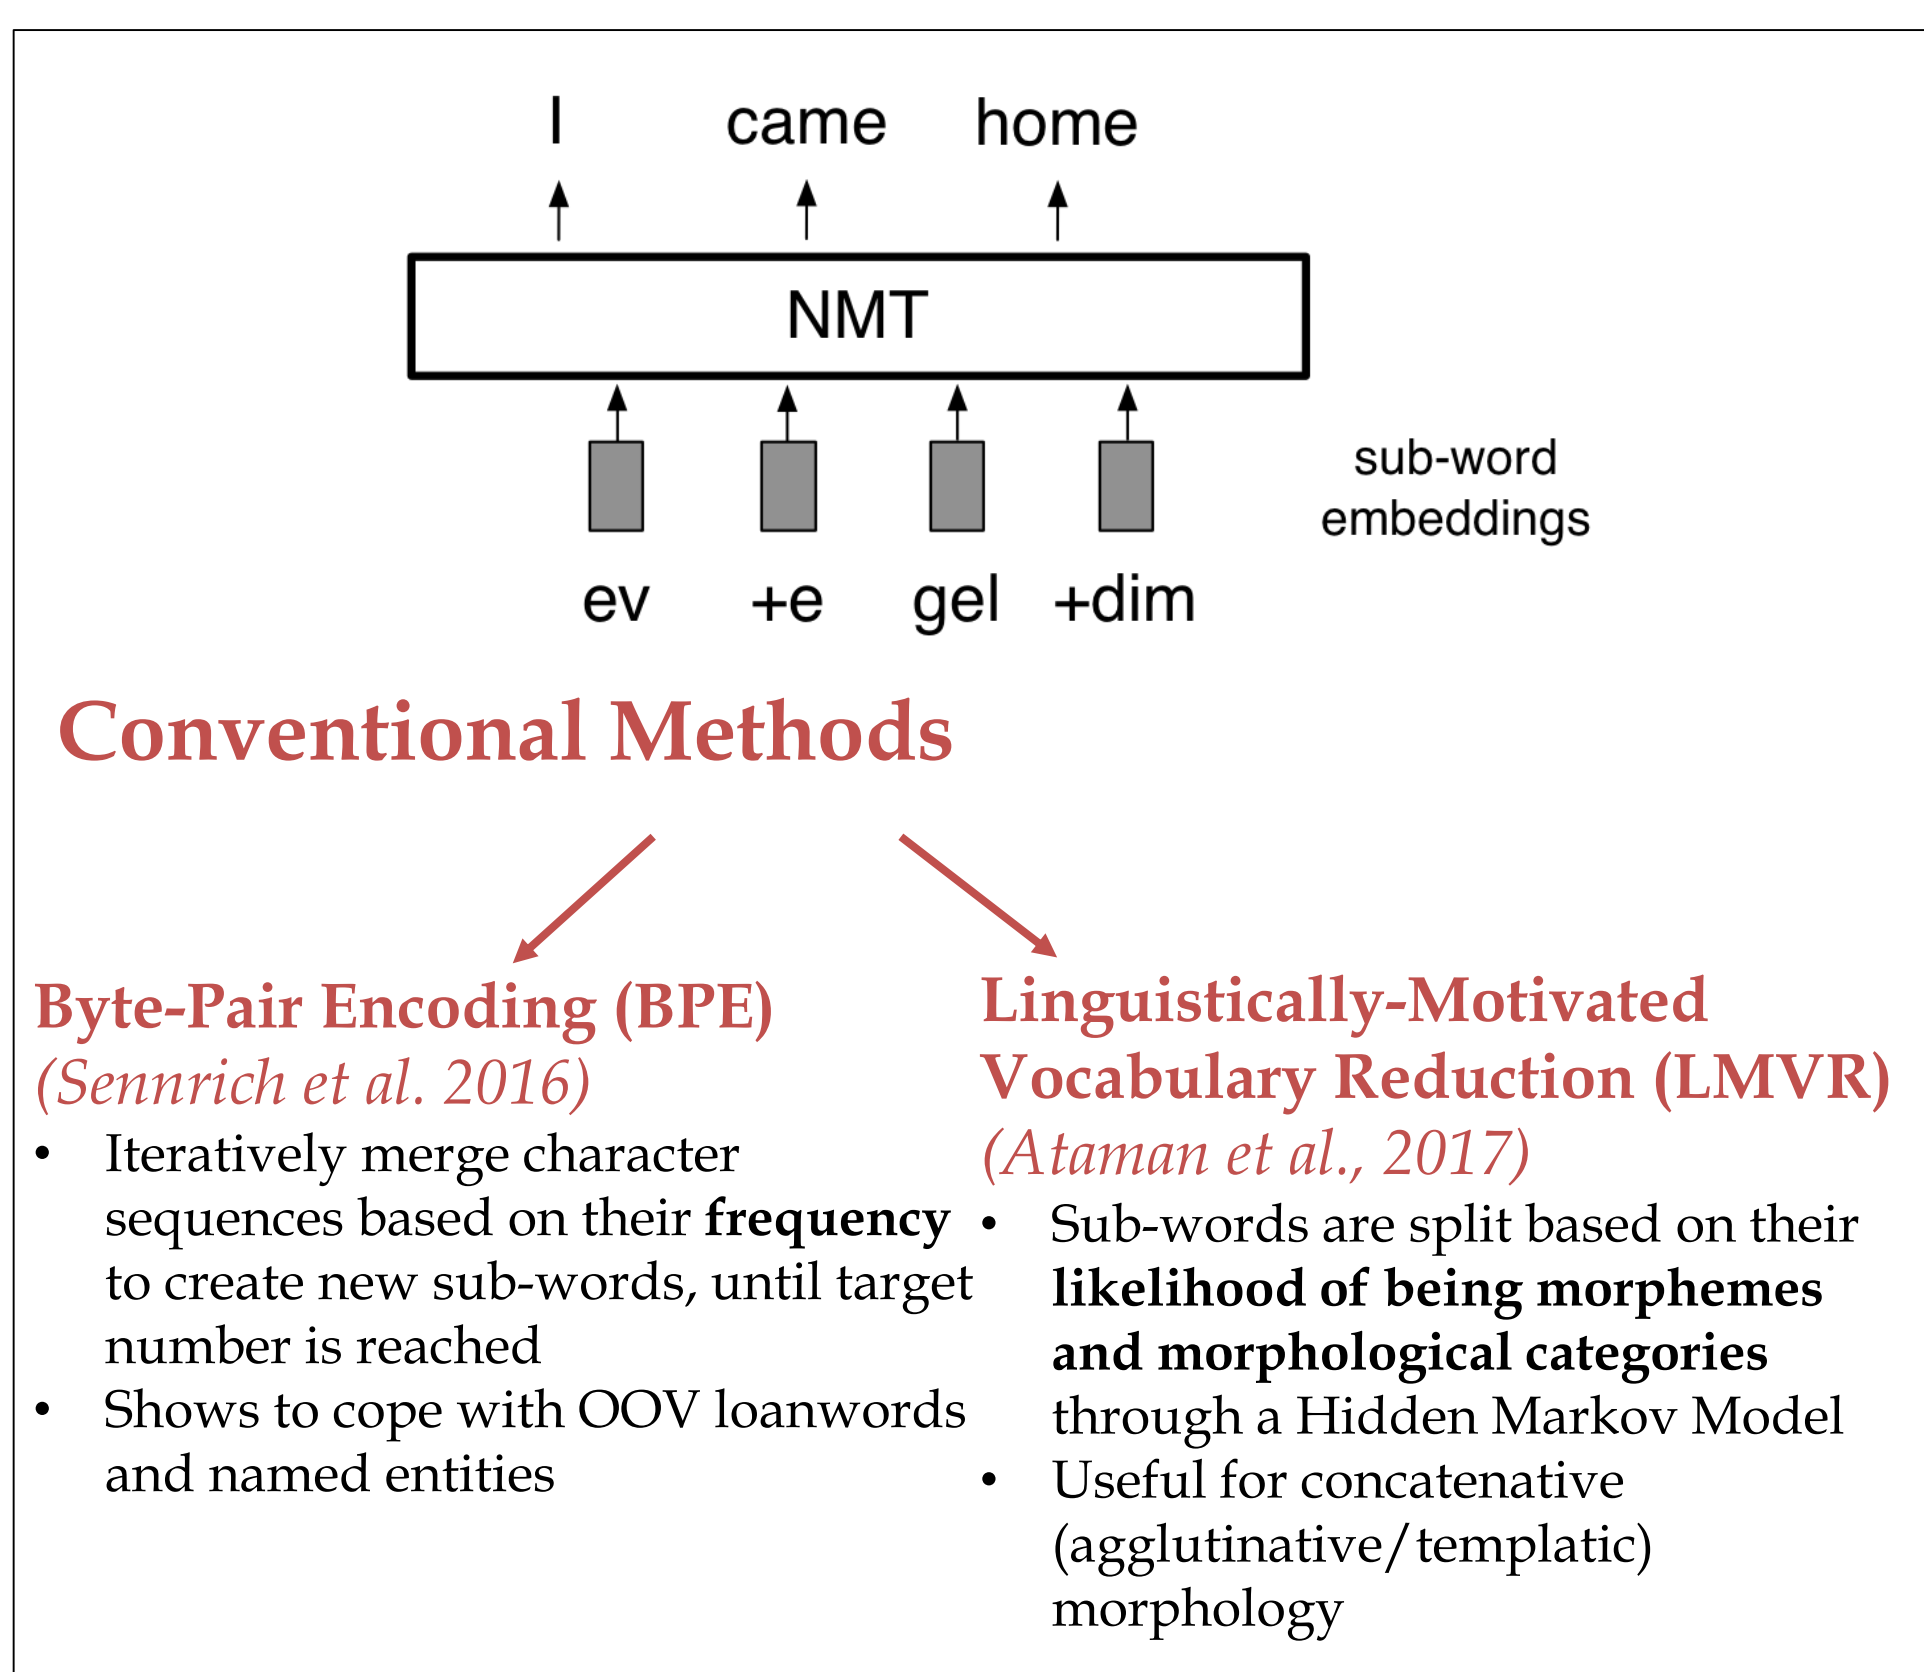 I came home
NMT
sub-word
embeddings
ev +e gel +dim
Conventional Methods
Byte-Pair Encoding (BPE)
(Sennrich et al. 2016)
• Iteratively merge character
sequences based on their frequency
to create new sub-words, until target
number is reached
• Shows to cope with OOV loanwords
and named entities
Linguistically-Motivated
Vocabulary Reduction (LMVR)
(Ataman et al., 2017)
• Sub-words are split based on their
likelihood of being morphemes
and morphological categories
through a Hidden Markov Model
• Useful for concatenative
(agglutinative/templatic)
morphology